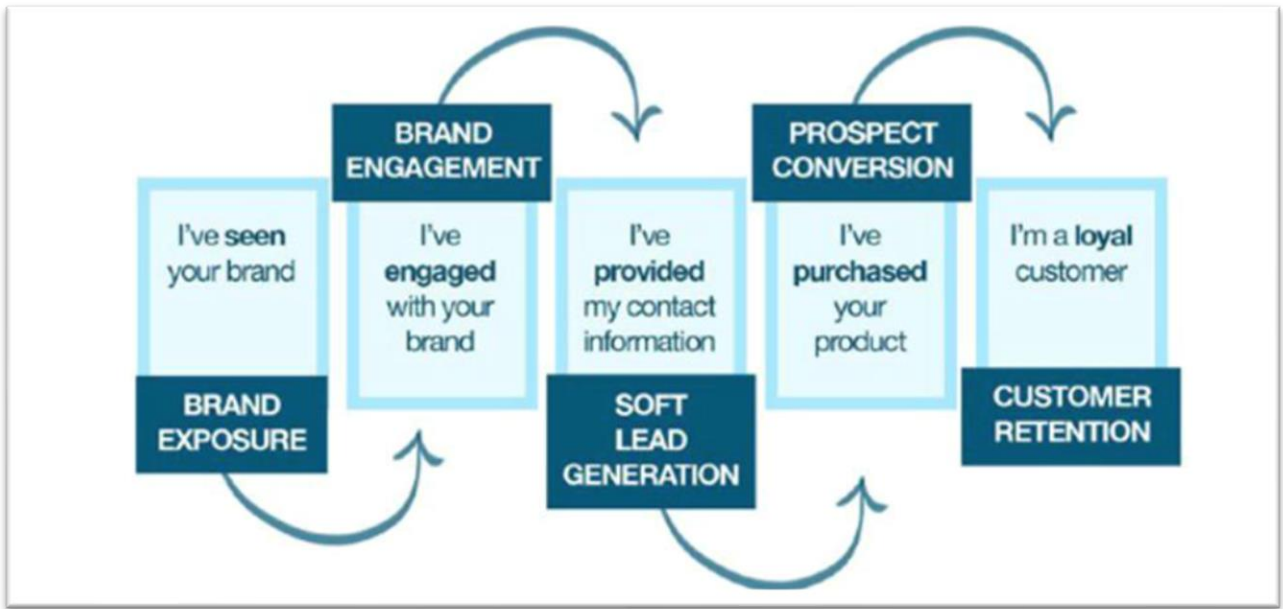 I've seen
your brand
BRAND
EXPOSURE
BRAND
ENGAGEMENT
I've
engaged
with your
brand
I've
provided
my contact
information
SOFT
LEAD
GENERATION
PROSPECT
CONVERSION
I've
purchased
your
product
I'm a loyal
customer
CUSTOMER
RETENTION